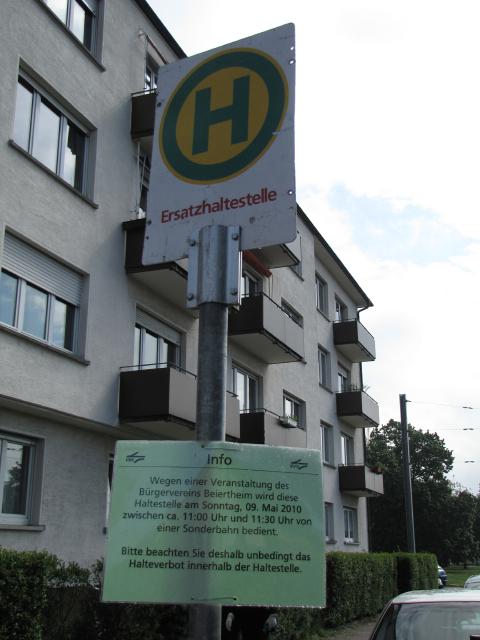 H
Ersatzhaltestelle
Info
Wegen einer Veranstaltung des
Bürgervereins Beiertheim wird diese
Haltestelle am Sonntag, 09. Mai 2010
zwischen ca. 11:00 Uhr und 11:30 Uhr von
einer Sonderbahn bedient.
Bitte beachten Sie deshalb unbedingt das
Halteverbot innerhalb der Haltestelle.